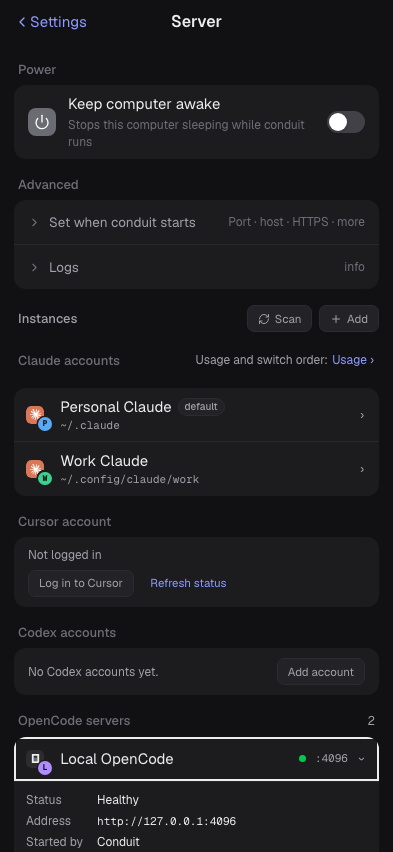 Settings
Server
Power
Keep computer awake
Stops this computer sleeping while conduit
runs
Advanced
Set when conduit starts
Port · host · HTTPS · more
Logs
info
Instances
Scan
+ Add
Claude accounts
Usage and switch order: Usage ›
Personal Claude
default
P
~/.claude
Work Claude
W
~/.config/claude/work
Cursor account
Not logged in
Log in to Cursor
Refresh status
Codex accounts
No Codex accounts yet.
Add account
OpenCode servers
2
Local OpenCode
L
:4096
Status
Healthy
Address
http://127.0.0.1:4096
Started by
Conduit